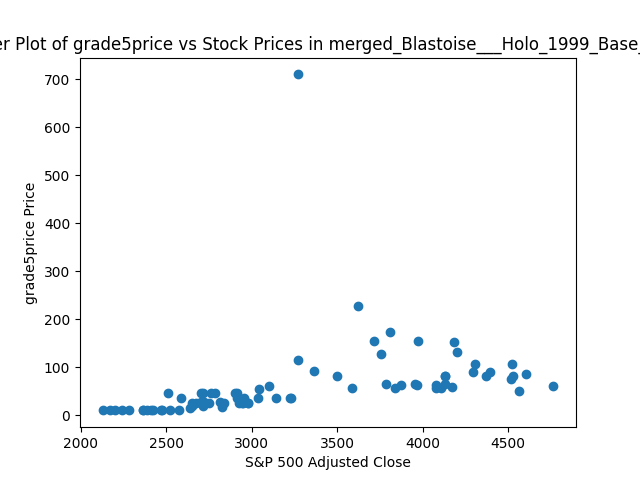 er Plot of grade5price vs Stock Prices in merged_Blastoise___Holo_1999_Base_
700
600
500
400
300
200
100
0
grade5price Price
2000 2500 3000 3500 4000 4500
S&P 500 Adjusted Close